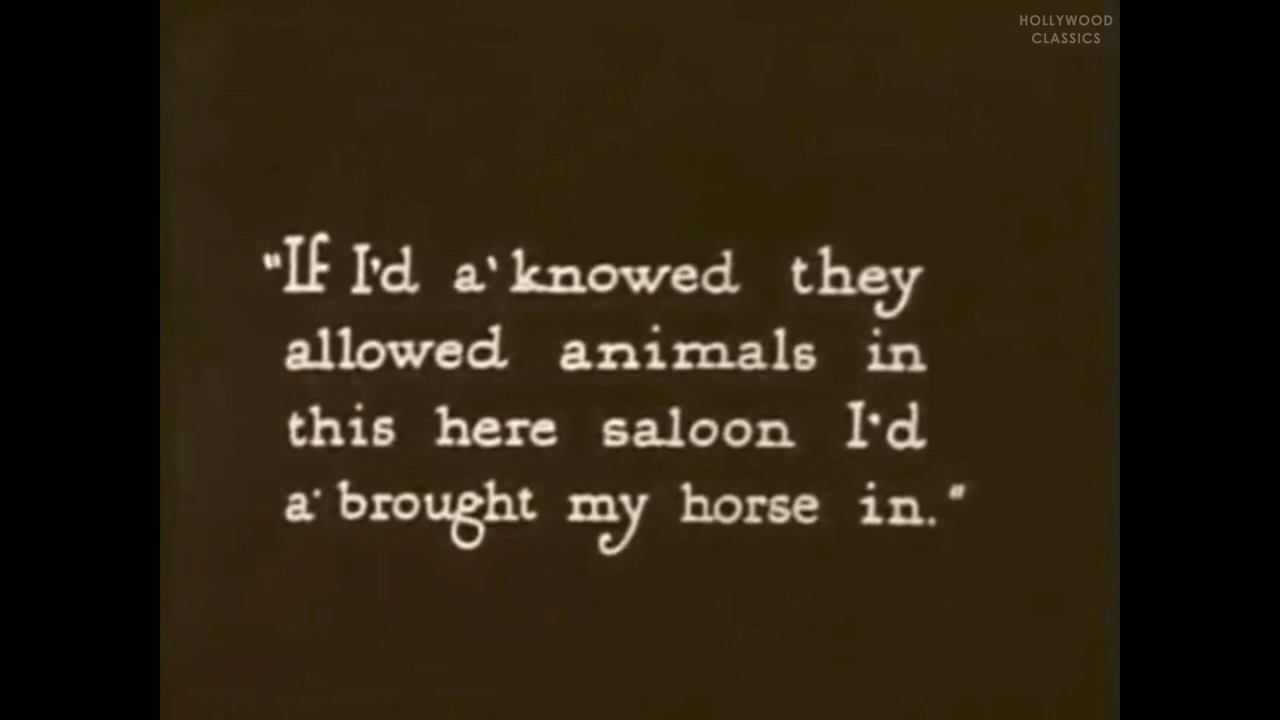 HOLLYWOOD
CLASSICS
"If I'd a' knowed they
allowed animals in
this here saloon I'd
a' brought my horse in."